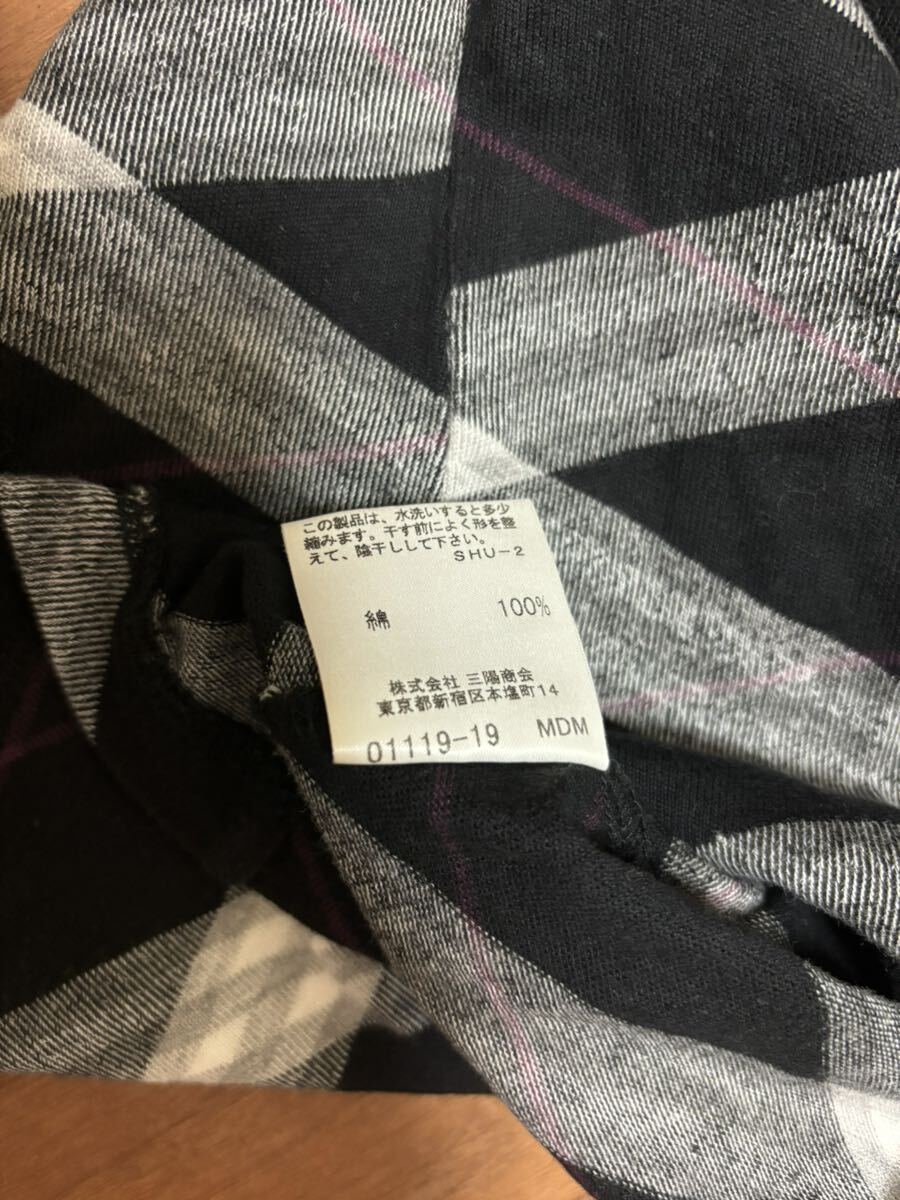 この製品は、水洗いすると多少
縮みます。干す前によく形を整
えて、陰干しして下さい。
SHU-2
綿 100%
株式会社 三陽商会
東京都新宿区本塩町14
01119-19 MDM